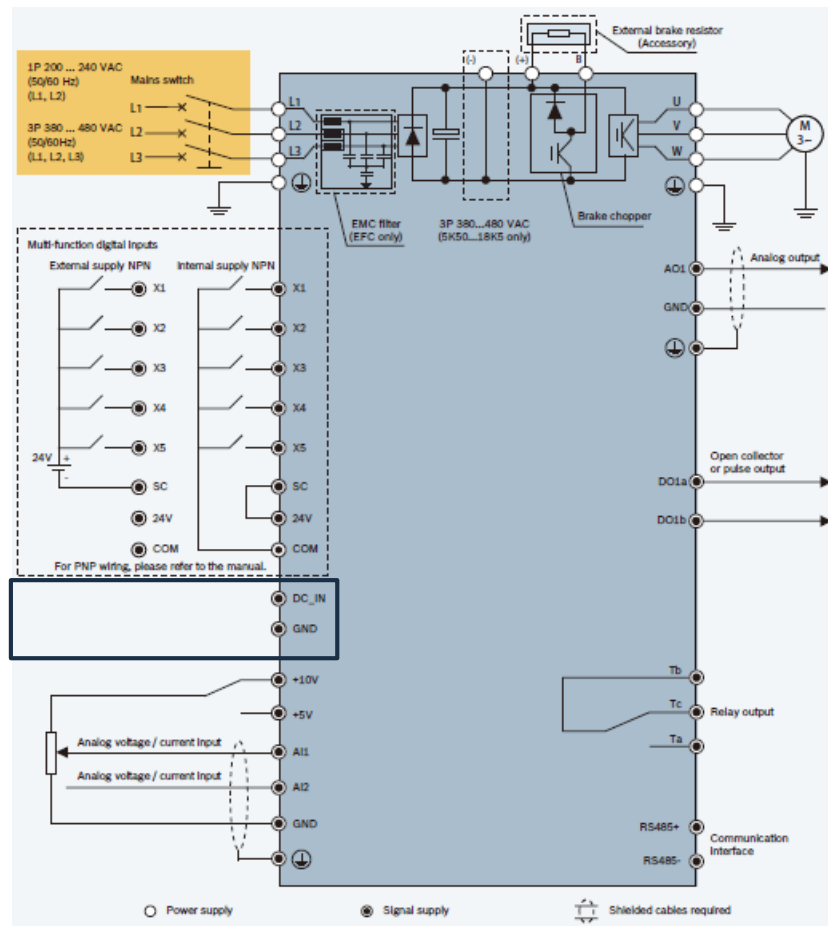 External brake resistor
(Accessory)
1P 200 ... 240 VAC
(50/60 Hz)
(L1, L2)
Mains switch
3P 380 ... 480 VAC
(50/60Hz)
(L1, L2, L3)
L1
L2
L3
L1
L2
L3
(-)
(+)
B
U
V
W
M
3~
EMC filter
(EFC only)
3P 380...480 VAC
(5K50...18K5 only)
Brake chopper
Multi-function digital inputs
External supply NPN
Internal supply NPN
X1
X1
X2
X2
X3
X3
X4
X4
X5
X5
24V
+
-
SC
SC
24V
24V
COM
COM
For PNP wiring, please refer to the manual.
AO1
Analog output
GND
Open collector
or pulse output
DO1a
DO1b
DC_IN
GND
+10V
+5V
Analog voltage / current input
AI1
Analog voltage / current input
AI2
GND
Tb
Tc
Relay output
Ta
RS485+
Communication
Interface
RS485-
Power supply
Signal supply
Shielded cables required